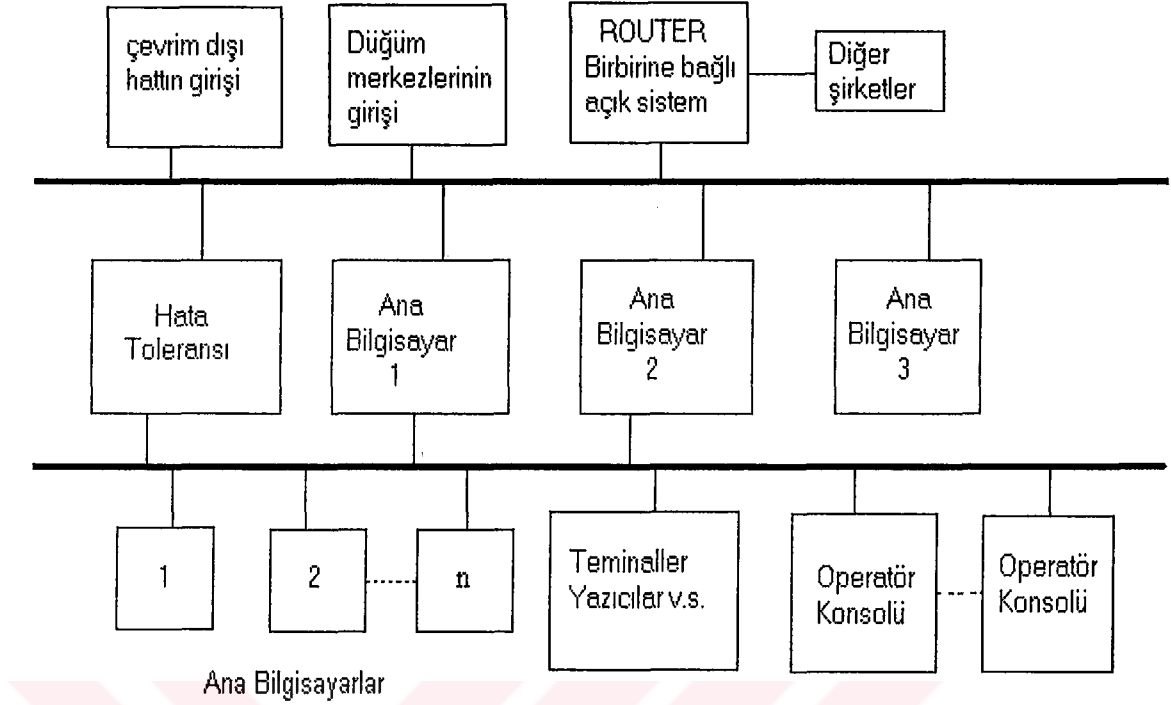 çevrim dışı
hattın girişi
Düğüm
merkezlerinin
girişi
ROUTER
Birbirine bağlı
açık sistem
Diğer
şirketler
Hata
Toleransı
Ana
Bilgisayar
1
Ana
Bilgisayar
2
Ana
Bilgisayar
3
1
2
n
Teminaller
Yazıcılar v.s.
Operatör
Konsolü
Operatör
Konsolü
Ana Bilgisayarlar